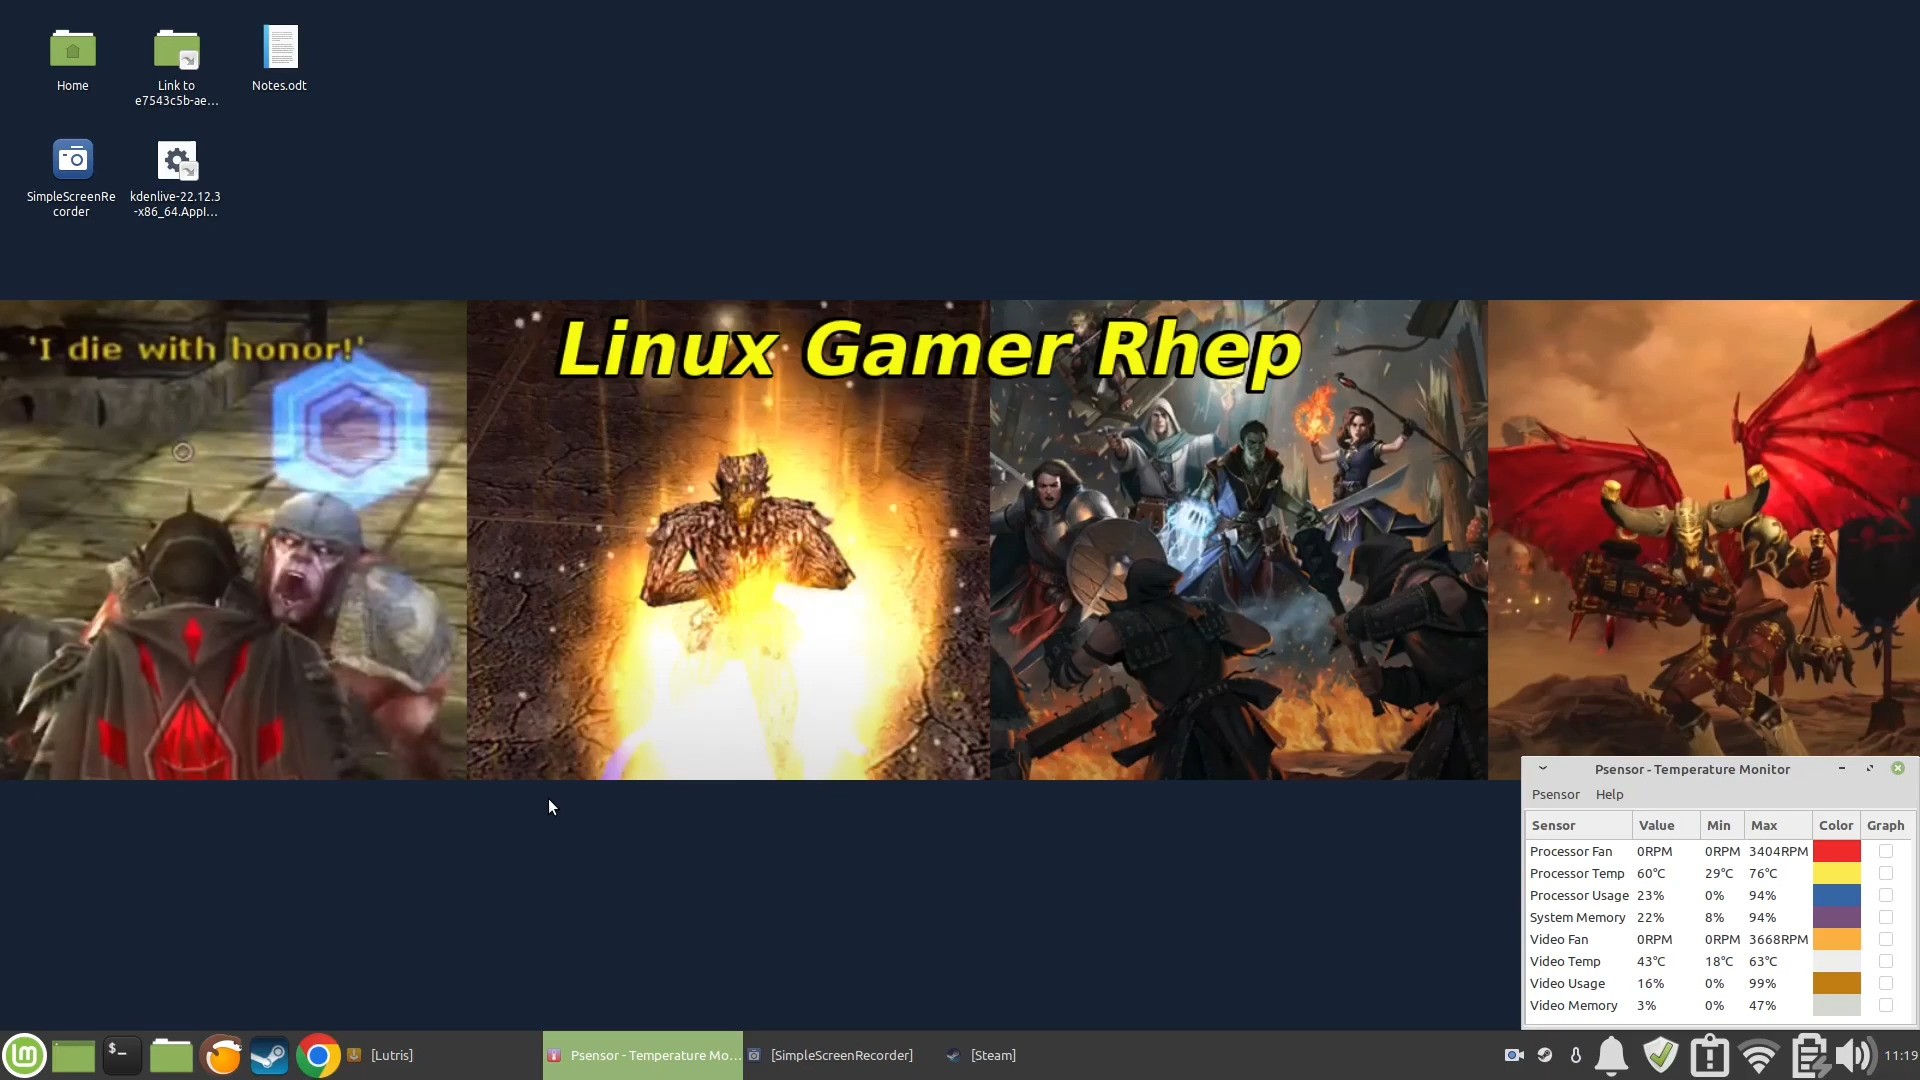 Home
Link to
e7543c5b-ae...
Notes.odt
SimpleScreenRe
corder
kdenlive-22.12.3
-x86_64.AppI...
'I die with honor!'
Linux Gamer Rhep
Psensor - Temperature Monitor
Psensor Help
Sensor Value Min Max Color Graph
Processor Fan 0RPM 0RPM 3404RPM
Processor Temp 60°C 29°C 76°C
Processor Usage 23% 0% 94%
System Memory 22% 8% 94%
Video Fan 0RPM 0RPM 3668RPM
Video Temp 43°C 18°C 63°C
Video Usage 16% 0% 99%
Video Memory 3% 0% 47%
lm $_ [Lutris] Psensor - Temperature Mo... [SimpleScreenRecorder] [Steam] 11:19